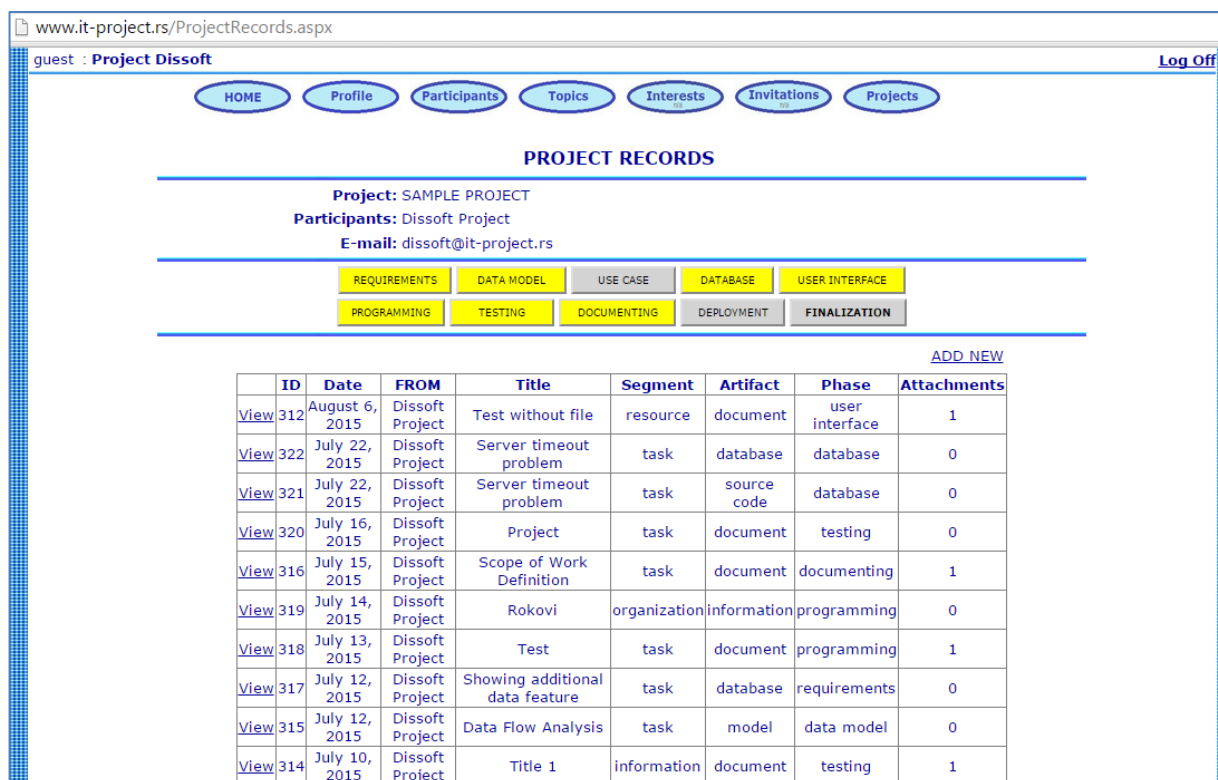 www.it-project.rs/ProjectRecords.aspx
guest : Project Dissoft Log Off
HOME Profile Participants Topics Interests n/a Invitations n/a Projects
PROJECT RECORDS
Project: SAMPLE PROJECT
Participants: Dissoft Project
E-mail: dissoft@it-project.rs
REQUIREMENTS DATA MODEL USE CASE DATABASE USER INTERFACE
PROGRAMMING TESTING DOCUMENTING DEPLOYMENT FINALIZATION
ADD NEW
ID Date FROM Title Segment Artifact Phase Attachments
View 312 August 6, 2015 Dissoft Project Test without file resource document user interface 1
View 322 July 22, 2015 Dissoft Project Server timeout problem task database database 0
View 321 July 22, 2015 Dissoft Project Server timeout problem task source code database 0
View 320 July 16, 2015 Dissoft Project Project task document testing 0
View 316 July 15, 2015 Dissoft Project Scope of Work Definition task document documenting 1
View 319 July 14, 2015 Dissoft Project Rokovi organization information programming 0
View 318 July 13, 2015 Dissoft Project Test task document programming 1
View 317 July 12, 2015 Dissoft Project Showing additional data feature task database requirements 0
View 315 July 12, 2015 Dissoft Project Data Flow Analysis task model data model 0
View 314 July 10, 2015 Dissoft Project Title 1 information document testing 1